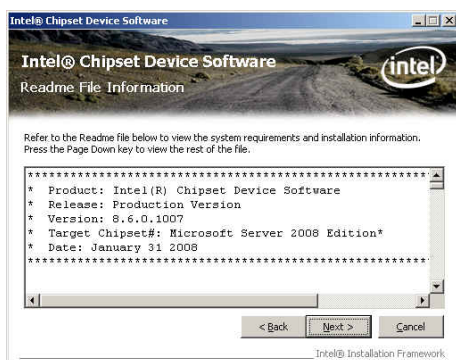 Intel® Chipset Device Software
Intel® Chipset Device Software
Readme File Information
intel
Refer to the Readme file below to view the system requirements and installation information.
Press the Page Down key to view the rest of the file.
************************************************************
* Product: Intel(R) Chipset Device Software
* Release: Production Version
* Version: 8.6.0.1007
* Target Chipset#: Microsoft Server 2008 Edition*
* Date: January 31 2008
************************************************************
< Back
Next >
Cancel
Intel® Installation Framework